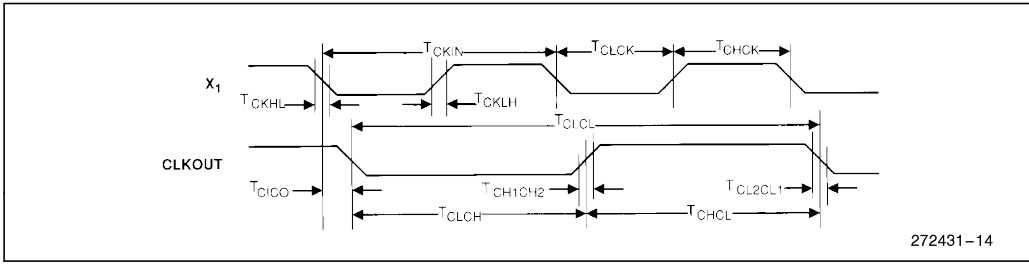 TCKIN
TCLCK
TCHCK
X1
TCKHL
TCKLH
TCLCL
CLKOUT
TCICO
TCH1CH2
TCL2CL1
TCLCH
TCHCL
272431-14